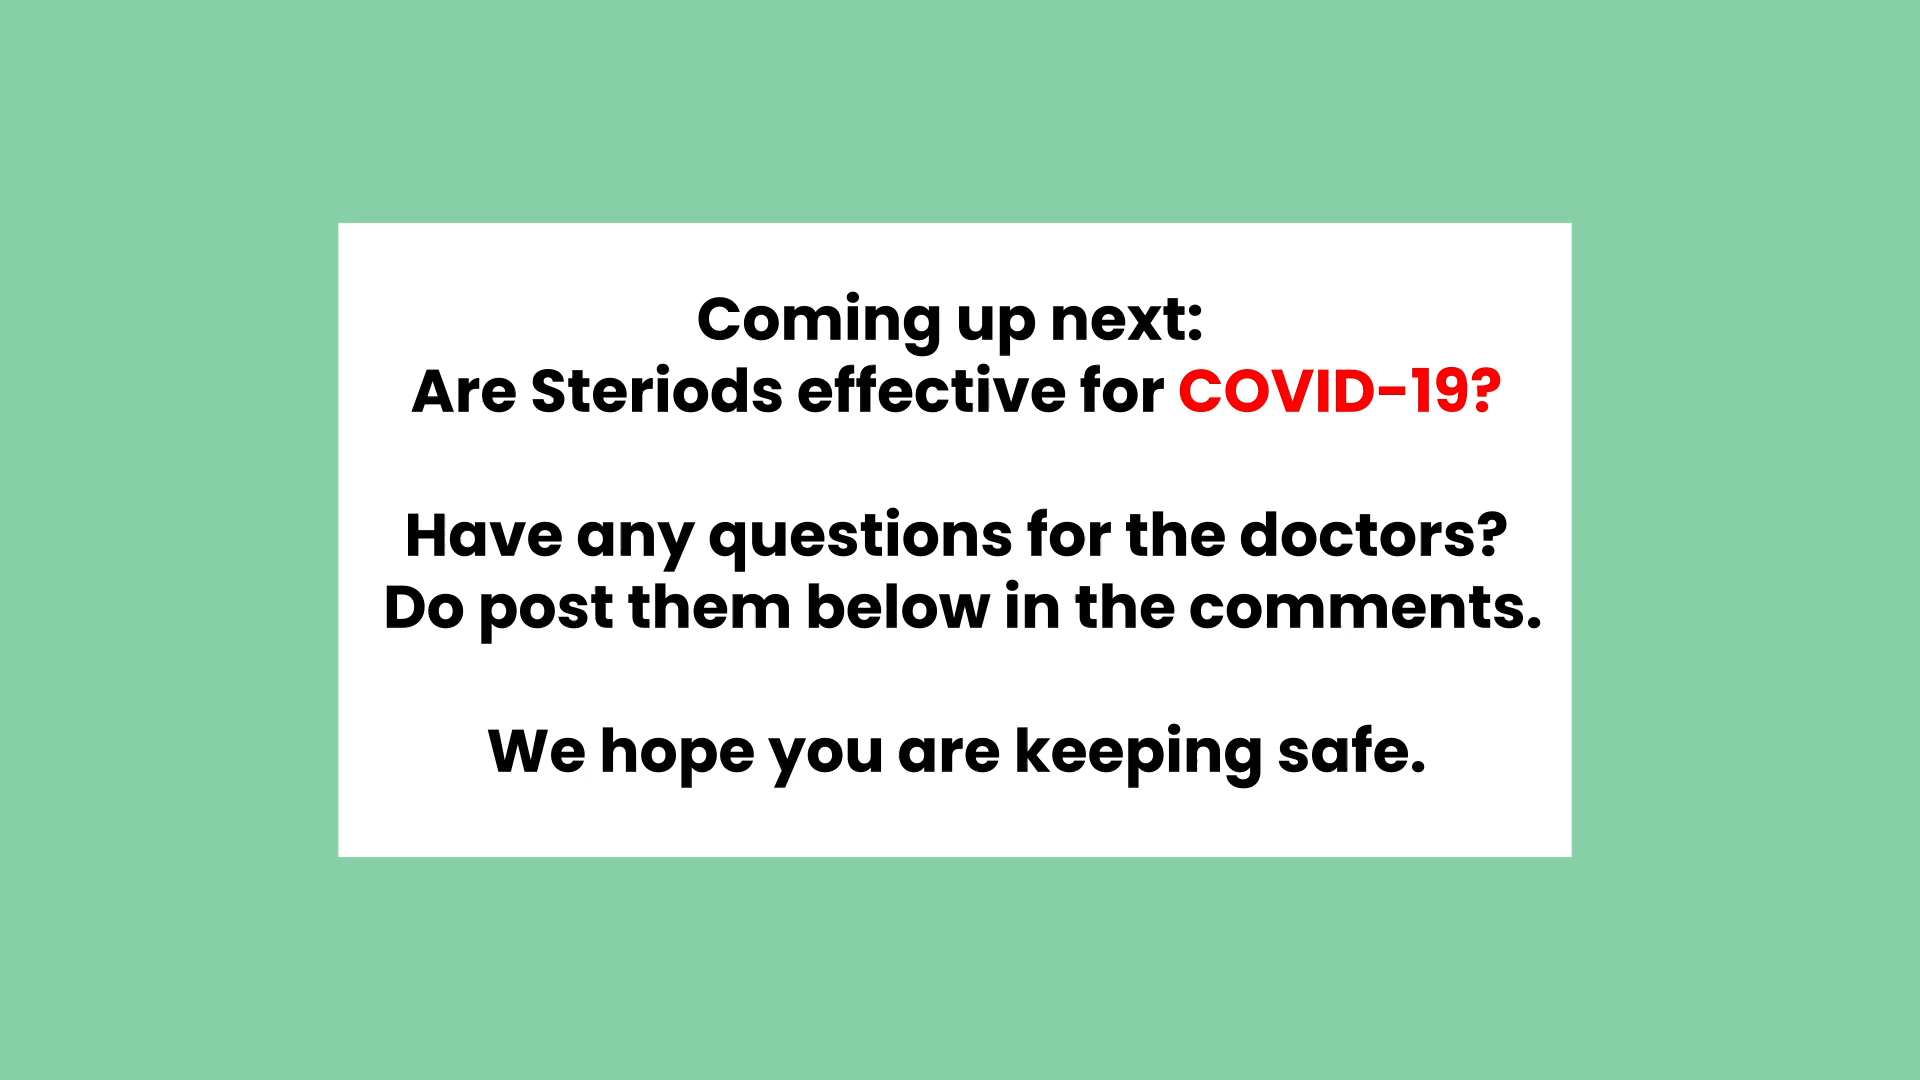 Coming up next:
Are Steriods effective for COVID-19?
Have any questions for the doctors?
Do post them below in the comments.
We hope you are keeping safe.